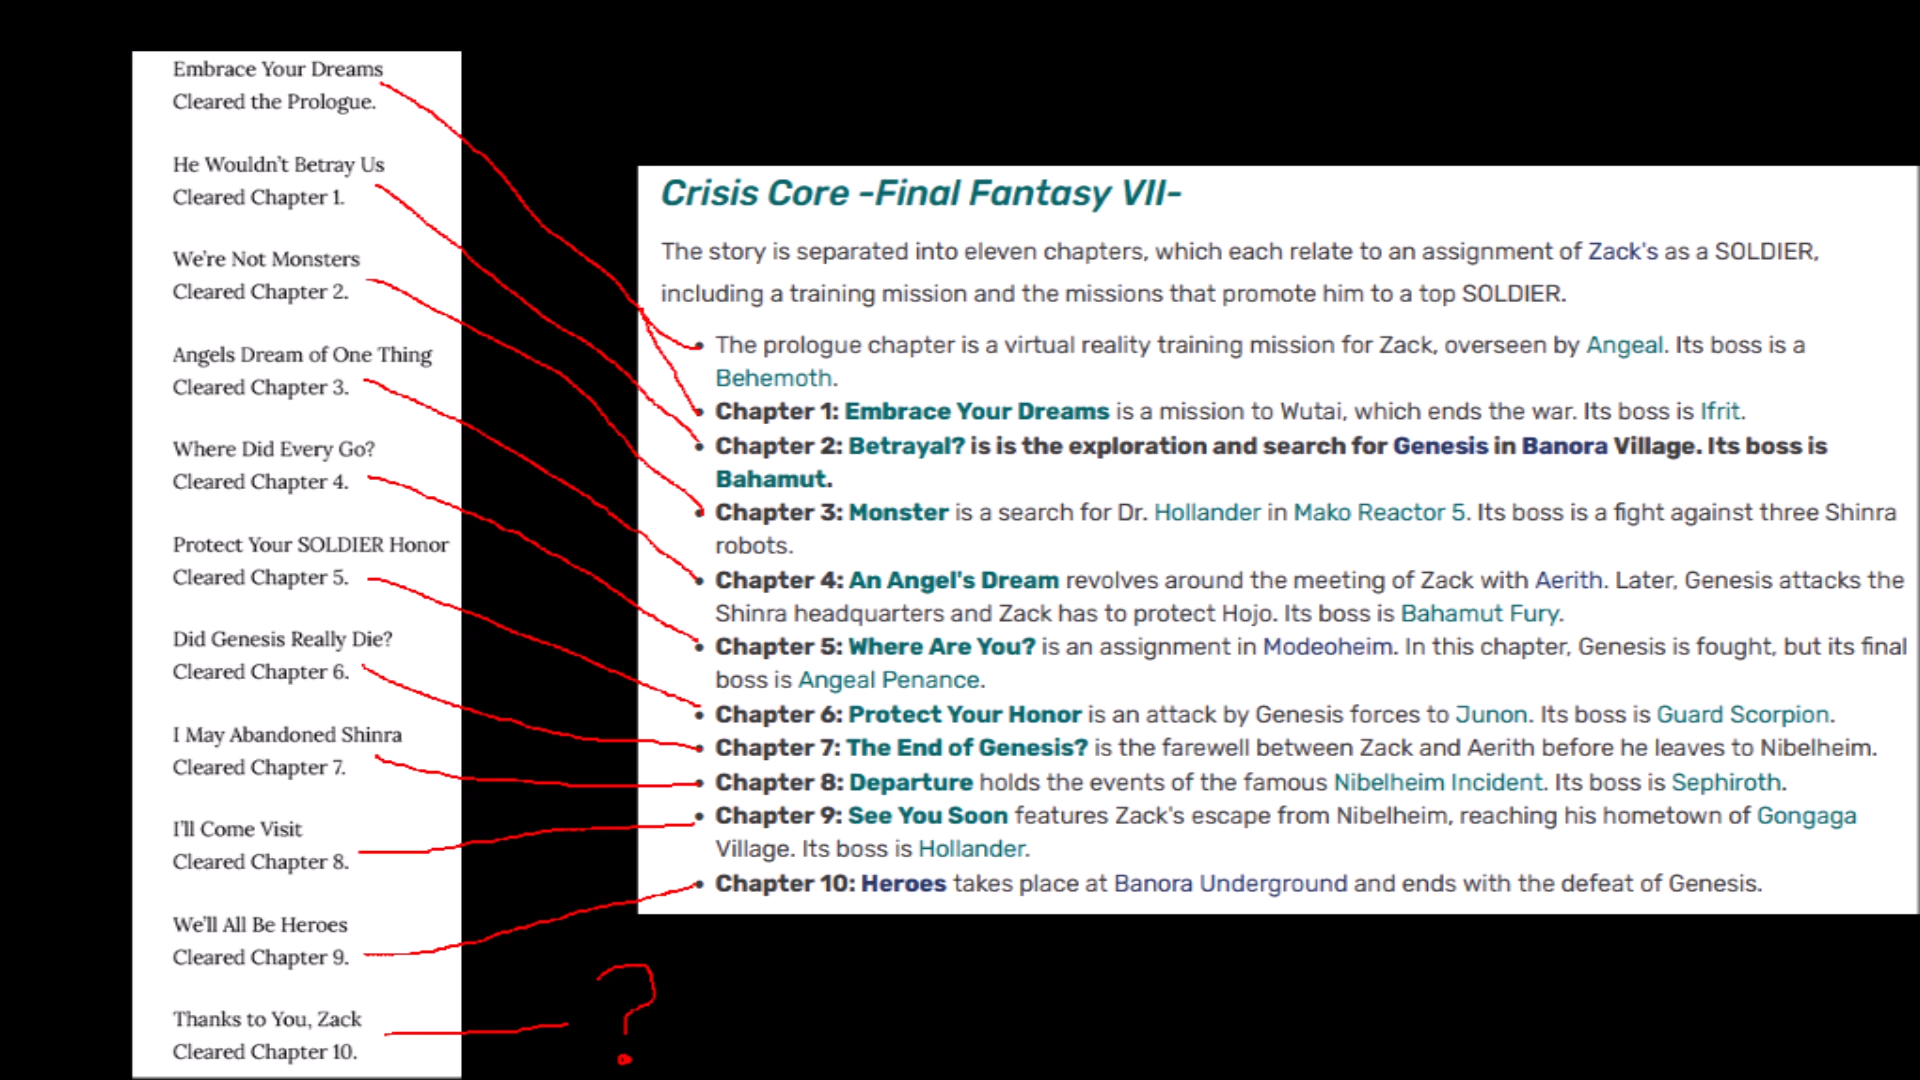 Embrace Your Dreams
Cleared the Prologue.
He Wouldn't Betray Us
Cleared Chapter 1.
We're Not Monsters
Cleared Chapter 2.
Angels Dream of One Thing
Cleared Chapter 3.
Where Did Every Go?
Cleared Chapter 4.
Protect Your SOLDIER Honor
Cleared Chapter 5.
Did Genesis Really Die?
Cleared Chapter 6.
I May Abandoned Shinra
Cleared Chapter 7.
I'll Come Visit
Cleared Chapter 8.
We'll All Be Heroes
Cleared Chapter 9.
Thanks to You, Zack
Cleared Chapter 10.
Crisis Core -Final Fantasy VII-
The story is separated into eleven chapters, which each relate to an assignment of Zack's as a SOLDIER,
including a training mission and the missions that promote him to a top SOLDIER.
• The prologue chapter is a virtual reality training mission for Zack, overseen by Angeal. Its boss is a
Behemoth.
• Chapter 1: Embrace Your Dreams is a mission to Wutai, which ends the war. Its boss is Ifrit.
• Chapter 2: Betrayal? is is the exploration and search for Genesis in Banora Village. Its boss is
Bahamut.
• Chapter 3: Monster is a search for Dr. Hollander in Mako Reactor 5. Its boss is a fight against three Shinra
robots.
• Chapter 4: An Angel's Dream revolves around the meeting of Zack with Aerith. Later, Genesis attacks the
Shinra headquarters and Zack has to protect Hojo. Its boss is Bahamut Fury.
• Chapter 5: Where Are You? is an assignment in Modeoheim. In this chapter, Genesis is fought, but its final
boss is Angeal Penance.
• Chapter 6: Protect Your Honor is an attack by Genesis forces to Junon. Its boss is Guard Scorpion.
• Chapter 7: The End of Genesis? is the farewell between Zack and Aerith before he leaves to Nibelheim.
• Chapter 8: Departure holds the events of the famous Nibelheim Incident. Its boss is Sephiroth.
• Chapter 9: See You Soon features Zack's escape from Nibelheim, reaching his hometown of Gongaga
Village. Its boss is Hollander.
• Chapter 10: Heroes takes place at Banora Underground and ends with the defeat of Genesis.
?